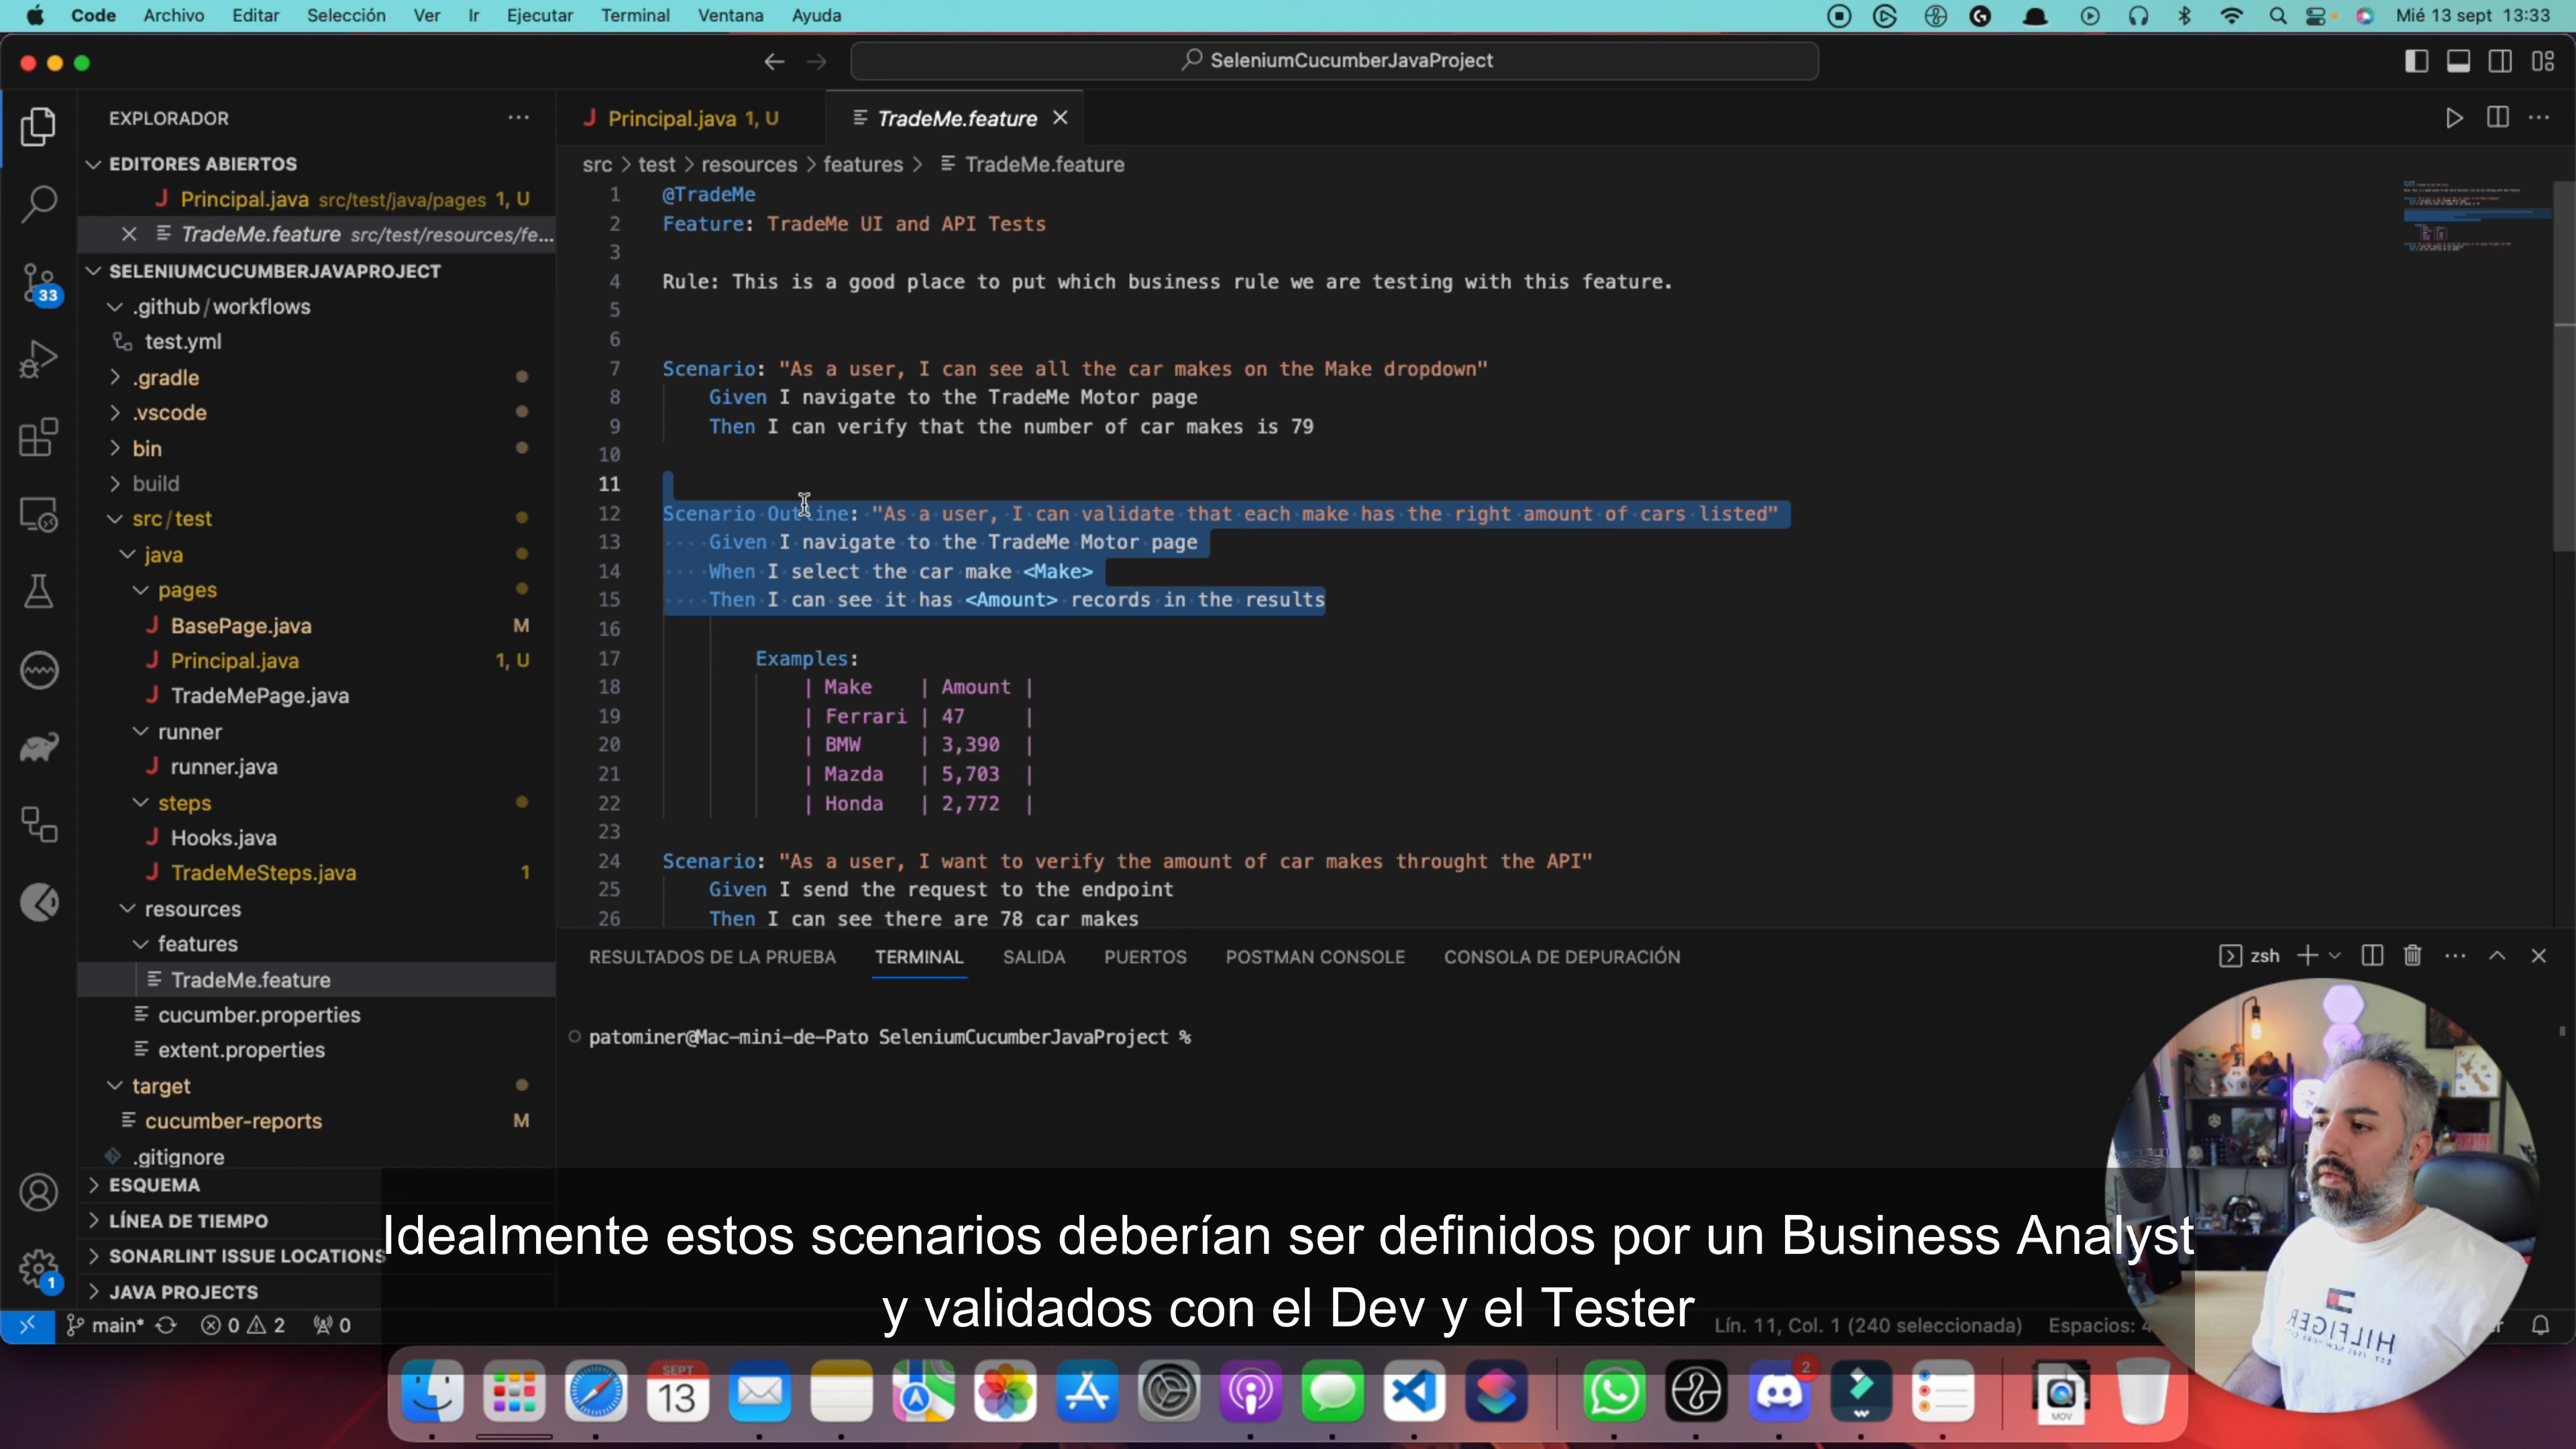 Code Archivo Editar Selección Ver Ir Ejecutar Terminal Ventana Ayuda Mié 13 sept 13:33
SeleniumCucumberJavaProject
EXPLORADOR
EDITORES ABIERTOS
Principal.java src/test/java/pages 1, U
TradeMe.feature src/test/resources/fe...
SELENIUMCUCUMBERJAVAPROJECT
.github/workflows
test.yml
.gradle
.vscode
bin
build
src/test
java
pages
BasePage.java M
Principal.java 1, U
TradeMePage.java
runner
runner.java
steps
Hooks.java
TradeMeSteps.java 1
resources
features
TradeMe.feature
cucumber.properties
extent.properties
target
cucumber-reports M
.gitignore
ESQUEMA
LÍNEA DE TIEMPO
SONARLINT ISSUE LOCATIONS
JAVA PROJECTS
33
1
Principal.java 1, U TradeMe.feature
src > test > resources > features > TradeMe.feature
1 @TradeMe
2 Feature: TradeMe UI and API Tests
3
4 Rule: This is a good place to put which business rule we are testing with this feature.
5
6
7 Scenario: "As a user, I can see all the car makes on the Make dropdown"
8 Given I navigate to the TradeMe Motor page
9 Then I can verify that the number of car makes is 79
10
11
12 Scenario Outline: "As a user, I can validate that each make has the right amount of cars listed"
13 Given I navigate to the TradeMe Motor page
14 When I select the car make <Make>
15 Then I can see it has <Amount> records in the results
16
17 Examples:
18 | Make | Amount |
19 | Ferrari | 47 |
20 | BMW | 3,390 |
21 | Mazda | 5,703 |
22 | Honda | 2,772 |
23
24 Scenario: "As a user, I want to verify the amount of car makes throught the API"
25 Given I send the request to the endpoint
26 Then I can see there are 78 car makes
RESULTADOS DE LA PRUEBA TERMINAL SALIDA PUERTOS POSTMAN CONSOLE CONSOLA DE DEPURACIÓN zsh
patominer@Mac-mini-de-Pato SeleniumCucumberJavaProject %
Idealmente estos scenarios deberían ser definidos por un Business Analyst
y validados con el Dev y el Tester
main* 0 2 0 Lín. 11, Col. 1 (240 seleccionada) Espacios: 4
HILFIGER
SEPT
13
2
MOV